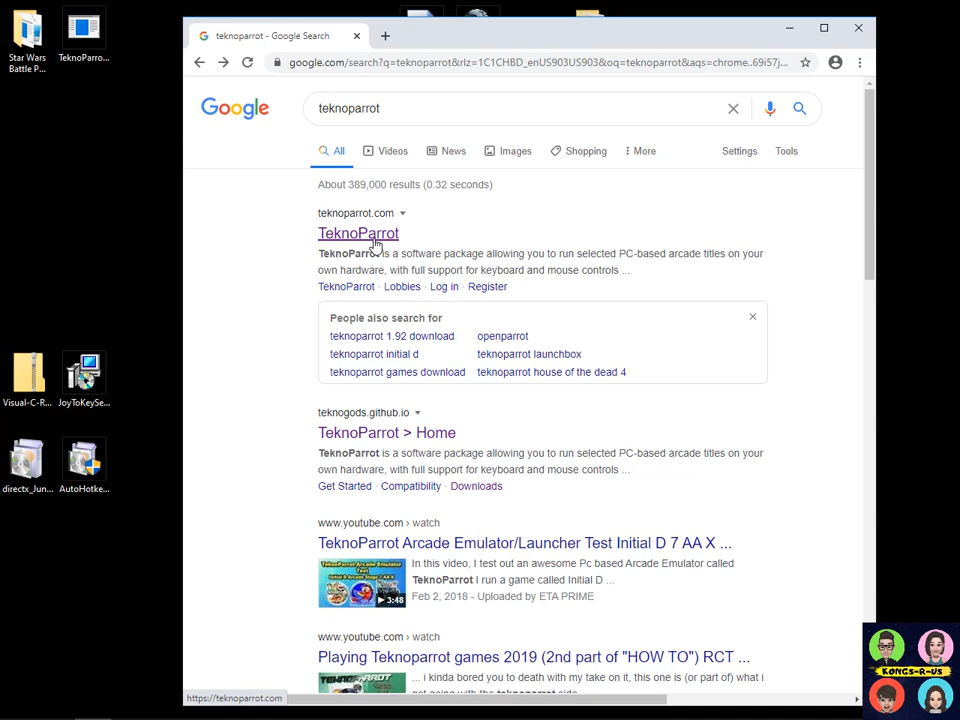 Star Wars
Battle P...
TeknoParro...
Visual-C-R...
JoyToKeySe...
directx_Jun...
AutoHotke...
teknoparrot - Google Search
google.com/search?q=teknoparrot&rlz=1C1CHBD_enUS903US903&oq=teknoparrot&aqs=chrome..69i57j...
Google
teknoparrot
All
Videos
News
Images
Shopping
More
Settings
Tools
About 389,000 results (0.32 seconds)
teknoparrot.com
TeknoParrot
TeknoParrot is a software package allowing you to run selected PC-based arcade titles on your
own hardware, with full support for keyboard and mouse controls ...
TeknoParrot · Lobbies · Log in · Register
People also search for
teknoparrot 1.92 download
openparrot
teknoparrot initial d
teknoparrot launchbox
teknoparrot games download
teknoparrot house of the dead 4
teknogods.github.io
TeknoParrot > Home
TeknoParrot is a software package allowing you to run selected PC-based arcade titles on your
own hardware, with full support for keyboard and mouse controls ...
Get Started · Compatibility · Downloads
www.youtube.com › watch
TeknoParrot Arcade Emulator/Launcher Test Initial D 7 AA X ...
TeknoParrot Arcade Emulator
Test
Initial D Arcade Stage 7 AA X
3:48
In this video, I test out an awesome Pc based Arcade Emulator called
TeknoParrot I run a game called Initial D ...
Feb 2, 2018 - Uploaded by ETA PRIME
www.youtube.com › watch
Playing Teknoparrot games 2019 (2nd part of "HOW TO") RCT ...
... i kinda bored you to death with my take on it, this one is (or part of) what i
https://teknoparrot.com
KONGS-R-US